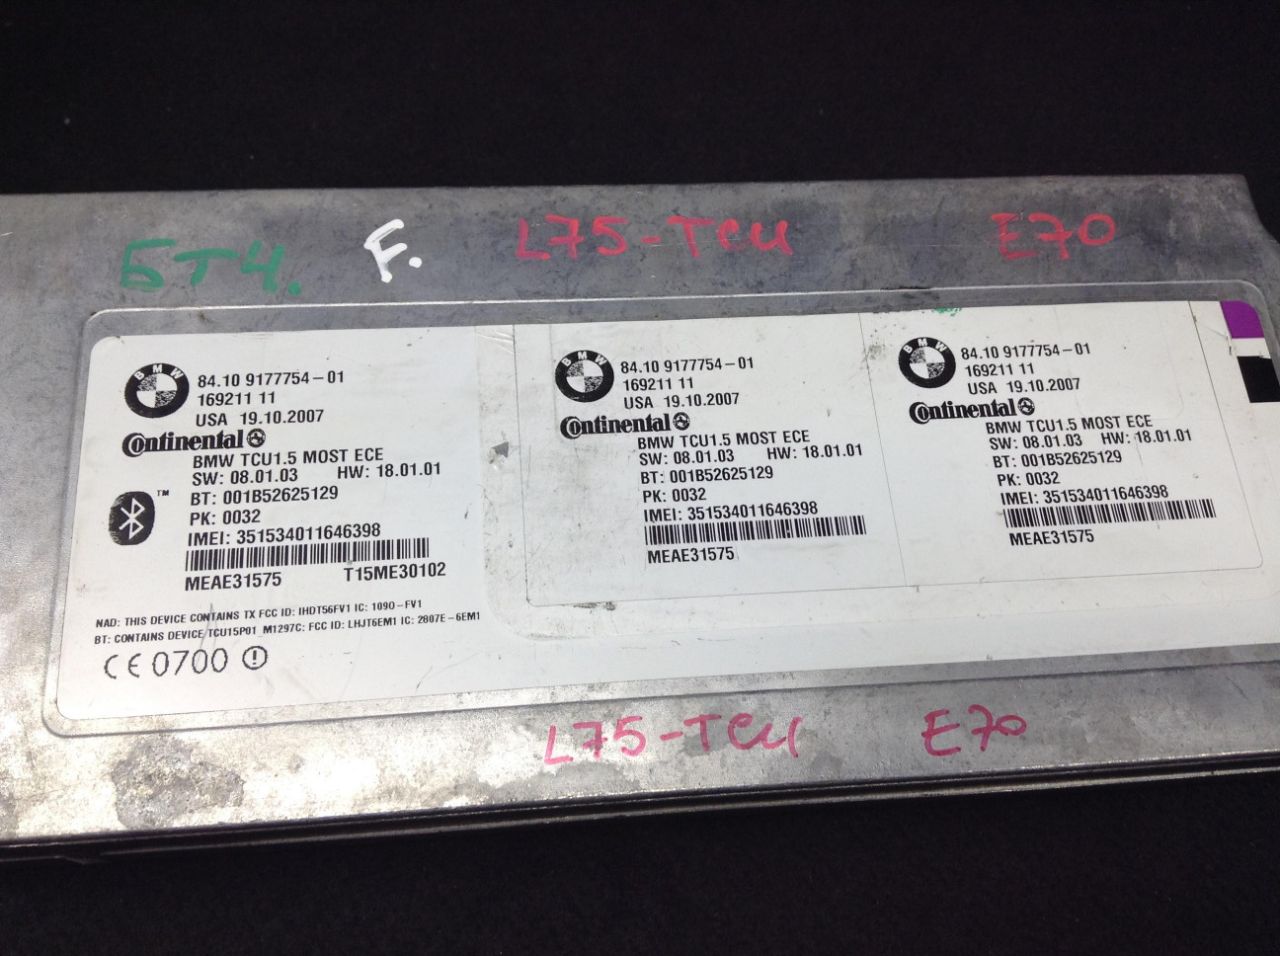 БТ4. F. L75-TCU E70
BMW
84.10 9177754-01
169211 11
USA 19.10.2007
Continental
BMW TCU1.5 MOST ECE
SW: 08.01.03 HW: 18.01.01
BT: 001B52625129
PK: 0032
IMEI: 351534011646398
MEAE31575 T15ME30102
NAD: THIS DEVICE CONTAINS TX FCC ID: IHDT56FV1 IC: 1090-FV1
BT: CONTAINS DEVICE TCU15P01_M1297C: FCC ID: LHJT6EM1 IC: 2807E-6EM1
CE 0700
BMW
84.10 9177754-01
169211 11
USA 19.10.2007
Continental
BMW TCU1.5 MOST ECE
SW: 08.01.03 HW: 18.01.01
BT: 001B52625129
PK: 0032
IMEI: 351534011646398
MEAE31575
BMW
84.10 9177754-01
169211 11
USA 19.10.2007
Continental
BMW TCU1.5 MOST ECE
SW: 08.01.03 HW: 18.01.01
BT: 001B52625129
PK: 0032
IMEI: 351534011646398
MEAE31575
L75-TCU E70